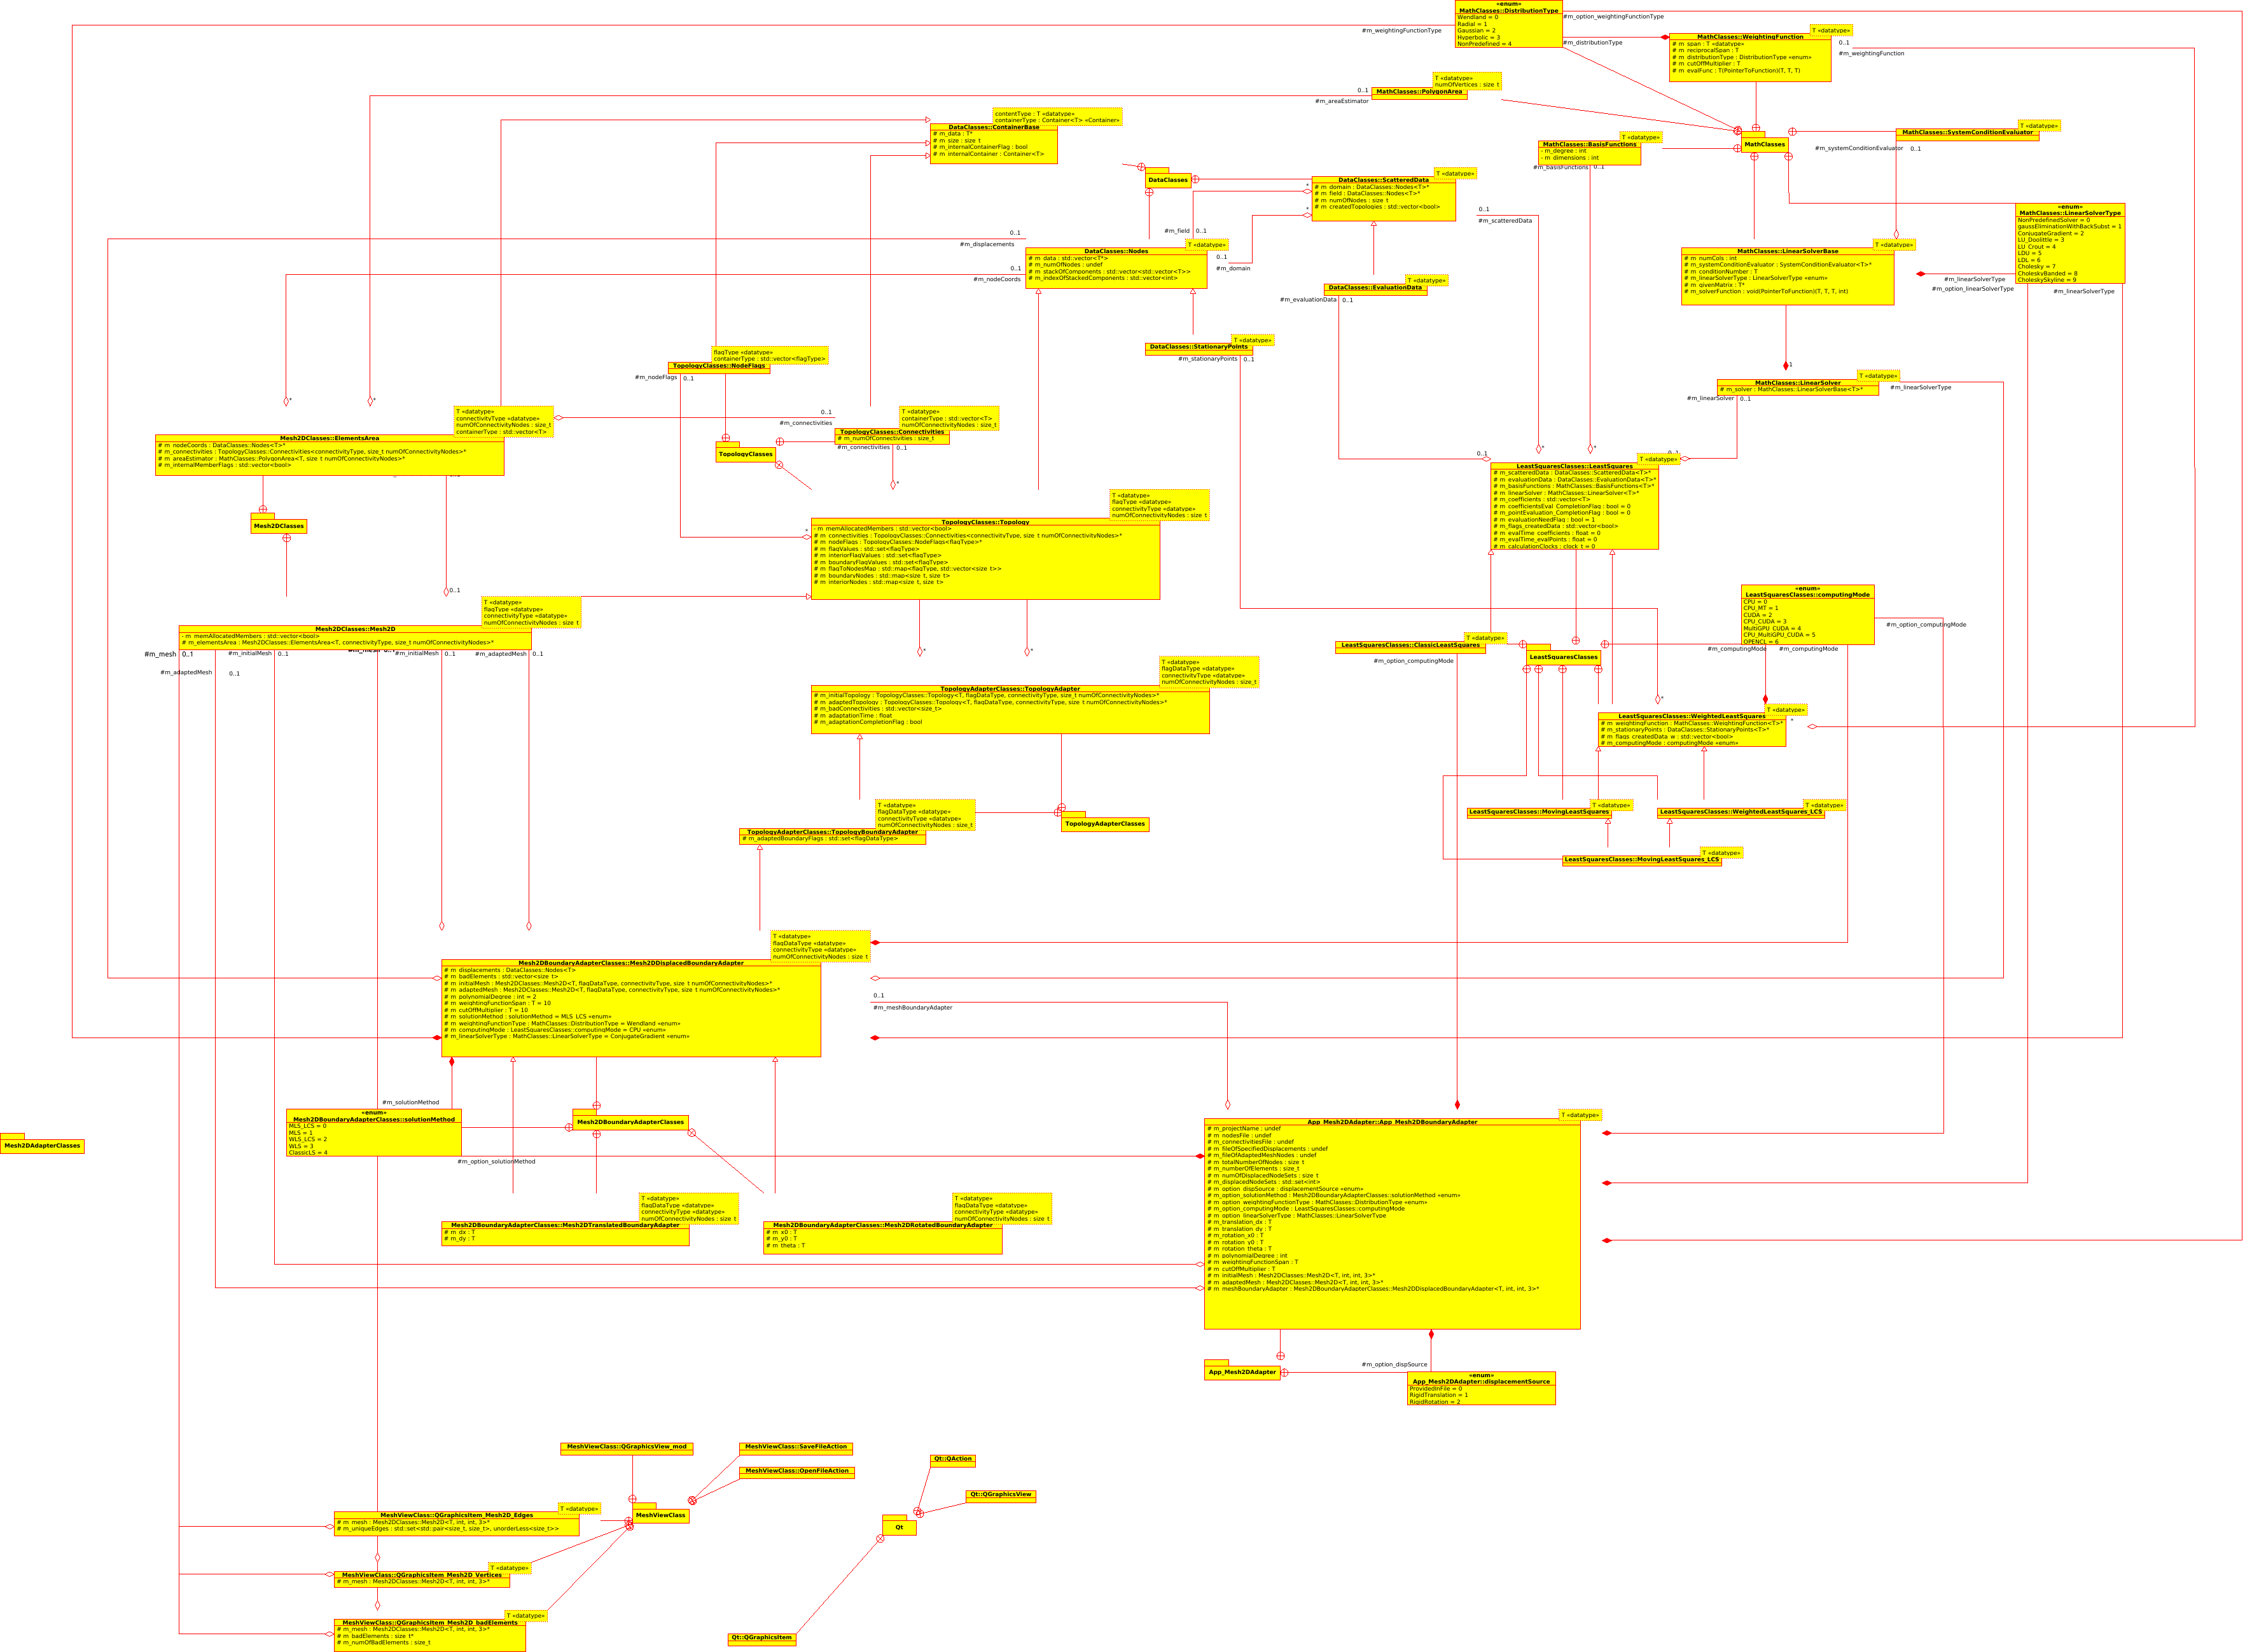 «enum»
MathClasses::DistributionType
Wendland = 0
Radial = 1
Gaussian = 2
Hyperbolic = 3
NonPredefined = 4
#m_option_weightingFunctionType
#m_weightingFunctionType
#m_distributionType
T «datatype»
MathClasses::WeightingFunction
# m_span : T «datatype»
# m_reciprocalSpan : T
# m_distributionType : DistributionType «enum»
# m_cutOffMultiplier : T
# m_evalFunc : T(PointerToFunction)(T, T, T)
0..1
#m_weightingFunction
T «datatype»
numOfVertices : size_t
MathClasses::PolygonArea
0..1
#m_areaEstimator
contentType : T «datatype»
containerType : Container<T> «Container»
DataClasses::ContainerBase
# m_data : T*
# m_size : size_t
# m_internalContainerFlag : bool
# m_internalContainer : Container<T>
T «datatype»
MathClasses::BasisFunctions
- m_degree : int
- m_dimensions : int
#m_basisFunctions
0..1
MathClasses
T «datatype»
MathClasses::SystemConditionEvaluator
#m_systemConditionEvaluator
0..1
DataClasses
T «datatype»
DataClasses::ScatteredData
# m_domain : DataClasses::Nodes<T>*
# m_field : DataClasses::Nodes<T>*
# m_numOfNodes : size_t
# m_createdTopologies : std::vector<bool>
*
*
0..1
#m_scatteredData
«enum»
MathClasses::LinearSolverType
NonPredefinedSolver = 0
gaussEliminationWithBackSubst = 1
ConjugateGradient = 2
LU_Doolittle = 3
LU_Crout = 4
LDU = 5
LDL = 6
Cholesky = 7
CholeskyBanded = 8
CholeskySkyline = 9
#m_linearSolverType
#m_option_linearSolverType
#m_linearSolverType
0..1
#m_displacements
#m_field
0..1
T «datatype»
DataClasses::Nodes
# m_data : std::vector<T*>
# m_numOfNodes : undef
# m_stackOfComponents : std::vector<std::vector<T>>
# m_indexOfStackedComponents : std::vector<int>
0..1
#m_domain
0..1
#m_nodeCoords
T «datatype»
MathClasses::LinearSolverBase
# m_numCols : int
# m_systemConditionEvaluator : SystemConditionEvaluator<T>*
# m_conditionNumber : T
# m_linearSolverType : LinearSolverType «enum»
# m_givenMatrix : T*
# m_solverFunction : void(PointerToFunction)(T, T, T, int)
T «datatype»
DataClasses::EvaluationData
#m_evaluationData
0..1
T «datatype»
DataClasses::StationaryPoints
#m_stationaryPoints
0..1
flagType «datatype»
containerType : std::vector<flagType>
TopologyClasses::NodeFlags
#m_nodeFlags
0..1
1
T «datatype»
MathClasses::LinearSolver
# m_solver : MathClasses::LinearSolverBase<T>*
#m_linearSolverType
#m_linearSolver
0..1
*
*
T «datatype»
connectivityType «datatype»
numOfConnectivityNodes : size_t
containerType : std::vector<T>
Mesh2DClasses::ElementsArea
# m_nodeCoords : DataClasses::Nodes<T>*
# m_connectivities : TopologyClasses::Connectivities<connectivityType, size_t numOfConnectivityNodes>*
# m_areaEstimator : MathClasses::PolygonArea<T, size_t numOfConnectivityNodes>*
# m_internalMemberFlags : std::vector<bool>
0..1
#m_connectivities
T «datatype»
containerType : std::vector<T>
numOfConnectivityNodes : size_t
TopologyClasses::Connectivities
# m_numOfConnectivities : size_t
#m_connectivities
0..1
TopologyClasses
*
*
0..1
T «datatype»
LeastSquaresClasses::LeastSquares
# m_scatteredData : DataClasses::ScatteredData<T>*
# m_evaluationData : DataClasses::EvaluationData<T>*
# m_basisFunctions : MathClasses::BasisFunctions<T>*
# m_linearSolver : MathClasses::LinearSolver<T>*
# m_coefficients : std::vector<T>
# m_coefficientsEval_CompletionFlag : bool = 0
# m_pointEvaluation_CompletionFlag : bool = 0
# m_evaluationNeedFlag : bool = 1
# m_flags_createdData : std::vector<bool>
# m_evalTime_coefficients : float = 0
# m_evalTime_evalPoints : float = 0
# m_calculationClocks : clock_t = 0
*
T «datatype»
flagType «datatype»
connectivityType «datatype»
numOfConnectivityNodes : size_t
TopologyClasses::Topology
- m_memAllocatedMembers : std::vector<bool>
# m_connectivities : TopologyClasses::Connectivities<connectivityType, size_t numOfConnectivityNodes>*
# m_nodeFlags : TopologyClasses::NodeFlags<flagType>*
# m_flagValues : std::set<flagType>
# m_interiorFlagValues : std::set<flagType>
# m_boundaryFlagValues : std::set<flagType>
# m_flagToNodesMap : std::map<flagType, std::vector<size_t>>
# m_boundaryNodes : std::map<size_t, size_t>
# m_interiorNodes : std::map<size_t, size_t>
*
Mesh2DClasses
0..1
T «datatype»
flagType «datatype»
connectivityType «datatype»
numOfConnectivityNodes : size_t
Mesh2DClasses::Mesh2D
- m_memAllocatedMembers : std::vector<bool>
# m_elementsArea : Mesh2DClasses::ElementsArea<T, connectivityType, size_t numOfConnectivityNodes>*
#m_mesh
0..1
#m_initialMesh
0..1
#m_mesh 0..1
#m_initialMesh
0..1
#m_adaptedMesh
0..1
#m_adaptedMesh
0..1
«enum»
LeastSquaresClasses::computingMode
CPU = 0
CPU_MT = 1
CUDA = 2
CPU_CUDA = 3
MultiGPU_CUDA = 4
CPU_MultiGPU_CUDA = 5
OPENCL = 6
#m_option_computingMode
#m_computingMode
#m_computingMode
T «datatype»
LeastSquaresClasses::ClassicLeastSquares
#m_option_computingMode
LeastSquaresClasses
*
*
T «datatype»
flagDataType «datatype»
connectivityType «datatype»
numOfConnectivityNodes : size_t
TopologyAdapterClasses::TopologyAdapter
# m_initialTopology : TopologyClasses::Topology<T, flagDataType, connectivityType, size_t numOfConnectivityNodes>*
# m_adaptedTopology : TopologyClasses::Topology<T, flagDataType, connectivityType, size_t numOfConnectivityNodes>*
# m_badConnectivities : std::vector<size_t>
# m_adaptationTime : float
# m_adaptationCompletionFlag : bool
*
T «datatype»
LeastSquaresClasses::WeightedLeastSquares
# m_weightingFunction : MathClasses::WeightingFunction<T>*
# m_stationaryPoints : DataClasses::StationaryPoints<T>*
# m_flags_createdData_w : std::vector<bool>
# m_computingMode : computingMode «enum»
*
T «datatype»
LeastSquaresClasses::MovingLeastSquares
T «datatype»
LeastSquaresClasses::WeightedLeastSquares_LCS
T «datatype»
LeastSquaresClasses::MovingLeastSquares_LCS
T «datatype»
flagDataType «datatype»
connectivityType «datatype»
numOfConnectivityNodes : size_t
TopologyAdapterClasses::TopologyBoundaryAdapter
# m_adaptedBoundaryFlags : std::set<flagDataType>
TopologyAdapterClasses
T «datatype»
flagDataType «datatype»
connectivityType «datatype»
numOfConnectivityNodes : size_t
Mesh2DBoundaryAdapterClasses::Mesh2DDisplacedBoundaryAdapter
# m_displacements : DataClasses::Nodes<T>
# m_badElements : std::vector<size_t>
# m_initialMesh : Mesh2DClasses::Mesh2D<T, flagDataType, connectivityType, size_t numOfConnectivityNodes>*
# m_adaptedMesh : Mesh2DClasses::Mesh2D<T, flagDataType, connectivityType, size_t numOfConnectivityNodes>*
# m_polynomialDegree : int = 2
# m_weightingFunctionSpan : T = 10
# m_cutOffMultiplier : T = 10
# m_solutionMethod : solutionMethod = MLS_LCS «enum»
# m_weightingFunctionType : MathClasses::DistributionType = Wendland «enum»
# m_computingMode : LeastSquaresClasses::computingMode = CPU «enum»
# m_linearSolverType : MathClasses::LinearSolverType = ConjugateGradient «enum»
0..1
#m_meshBoundaryAdapter
#m_solutionMethod
«enum»
Mesh2DBoundaryAdapterClasses::solutionMethod
MLS_LCS = 0
MLS = 1
WLS_LCS = 2
WLS = 3
ClassicLS = 4
#m_option_solutionMethod
Mesh2DBoundaryAdapterClasses
Mesh2DAdapterClasses
T «datatype»
flagDataType «datatype»
connectivityType «datatype»
numOfConnectivityNodes : size_t
Mesh2DBoundaryAdapterClasses::Mesh2DTranslatedBoundaryAdapter
# m_dx : T
# m_dy : T
T «datatype»
flagDataType «datatype»
connectivityType «datatype»
numOfConnectivityNodes : size_t
Mesh2DBoundaryAdapterClasses::Mesh2DRotatedBoundaryAdapter
# m_x0 : T
# m_y0 : T
# m_theta : T
T «datatype»
App_Mesh2DAdapter::App_Mesh2DBoundaryAdapter
# m_projectName : undef
# m_nodesFile : undef
# m_connectivitiesFile : undef
# m_fileOfSpecifiedDisplacements : undef
# m_fileOfAdaptedMeshNodes : undef
# m_totalNumberOfNodes : size_t
# m_numberOfElements : size_t
# m_numOfDisplacedNodeSets : size_t
# m_displacedNodeSets : std::set<int>
# m_option_dispSource : displacementSource «enum»
# m_option_solutionMethod : Mesh2DBoundaryAdapterClasses::solutionMethod «enum»
# m_option_weightingFunctionType : MathClasses::DistributionType «enum»
# m_option_computingMode : LeastSquaresClasses::computingMode
# m_option_linearSolverType : MathClasses::LinearSolverType
# m_translation_dx : T
# m_translation_dy : T
# m_rotation_x0 : T
# m_rotation_y0 : T
# m_rotation_theta : T
# m_polynomialDegree : int
# m_weightingFunctionSpan : T
# m_cutOffMultiplier : T
# m_initialMesh : Mesh2DClasses::Mesh2D<T, int, int, 3>*
# m_adaptedMesh : Mesh2DClasses::Mesh2D<T, int, int, 3>*
# m_meshBoundaryAdapter : Mesh2DBoundaryAdapterClasses::Mesh2DDisplacedBoundaryAdapter<T, int, int, 3>*
App_Mesh2DAdapter
#m_option_dispSource
«enum»
App_Mesh2DAdapter::displacementSource
ProvidedInFile = 0
RigidTranslation = 1
RigidRotation = 2
MeshViewClass::QGraphicsView_mod
MeshViewClass::SaveFileAction
MeshViewClass::OpenFileAction
MeshViewClass
Qt::QAction
Qt::QGraphicsView
Qt
Qt::QGraphicsItem
T «datatype»
MeshViewClass::QGraphicsItem_Mesh2D_Edges
# m_mesh : Mesh2DClasses::Mesh2D<T, int, int, 3>*
# m_uniqueEdges : std::set<std::pair<size_t, size_t>, unorderLess<size_t>>
T «datatype»
MeshViewClass::QGraphicsItem_Mesh2D_Vertices
# m_mesh : Mesh2DClasses::Mesh2D<T, int, int, 3>*
T «datatype»
MeshViewClass::QGraphicsItem_Mesh2D_badElements
# m_mesh : Mesh2DClasses::Mesh2D<T, int, int, 3>*
# m_badElements : size_t*
# m_numOfBadElements : size_t